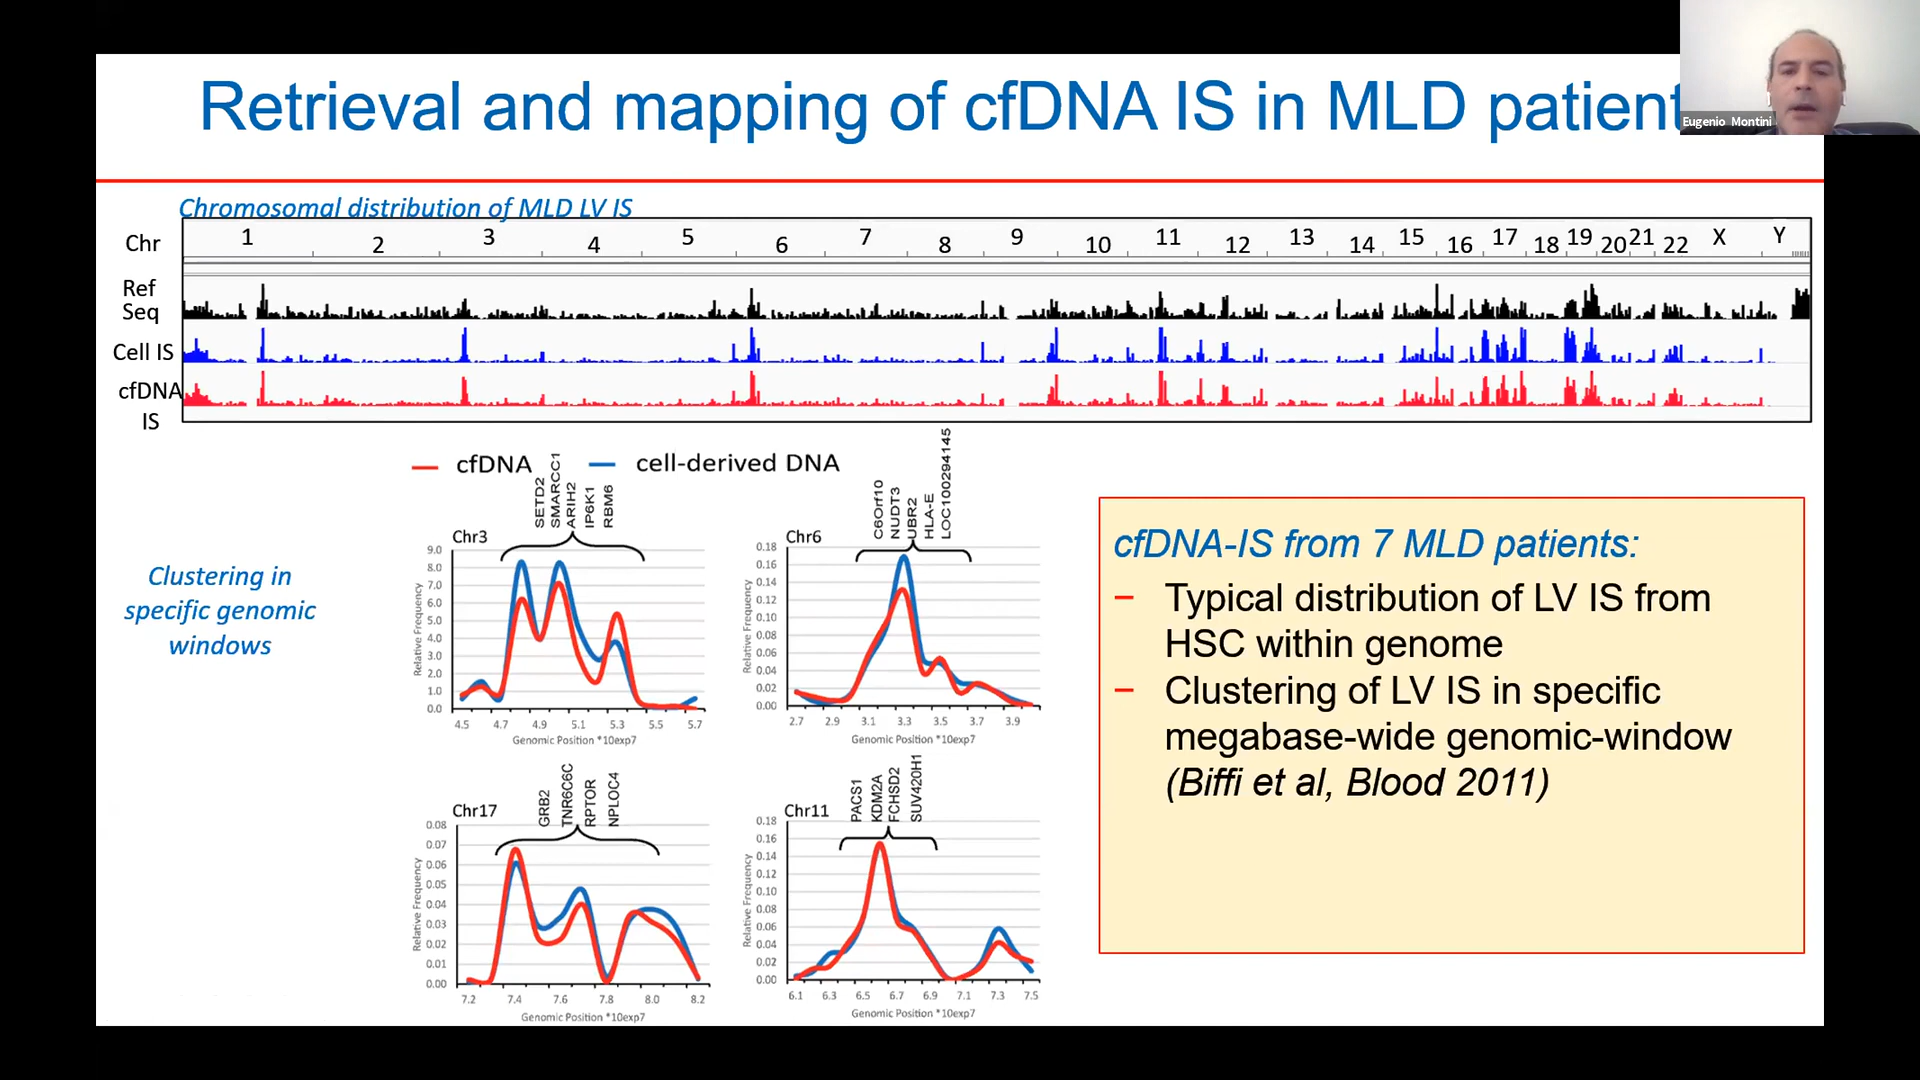 Retrieval and mapping of cfDNA IS in MLD patient
Eugenio Montini
Chromosomal distribution of MLD LV IS
Chr 1 2 3 4 5 6 7 8 9 10 11 12 13 14 15 16 17 18 19 20 21 22 X Y
Ref
Seq
Cell IS
cfDNA
IS
cfDNA cell-derived DNA
Clustering in
specific genomic
windows
Chr3
SETD2
SMARCC1
ARIH2
IP6K1
RBM6
Relative Frequency
9.0
8.0
7.0
6.0
5.0
4.0
3.0
2.0
1.0
0.0
4.5 4.7 4.9 5.1 5.3 5.5 5.7
Genomic Position *10exp7
Chr6
C6Orf10
NUDT3
UBR2
HLA-E
LOC100294145
Relative Frequency
0.18
0.16
0.14
0.12
0.10
0.08
0.06
0.04
0.02
0.00
2.7 2.9 3.1 3.3 3.5 3.7 3.9
Genomic Position *10exp7
Chr17
GRB2
TNR6C6C
RPTOR
NPLOC4
Relative Frequency
0.08
0.07
0.06
0.05
0.04
0.03
0.02
0.01
0.00
7.2 7.4 7.6 7.8 8.0 8.2
Genomic Position *10exp7
Chr11
PACS1
KDM2A
FCHSD2
SUV420H1
Relative Frequency
0.18
0.16
0.14
0.12
0.10
0.08
0.06
0.04
0.02
0.00
6.1 6.3 6.5 6.7 6.9 7.1 7.3 7.5
Genomic Position *10exp7
cfDNA-IS from 7 MLD patients:
– Typical distribution of LV IS from
HSC within genome
– Clustering of LV IS in specific
megabase-wide genomic-window
(Biffi et al, Blood 2011)